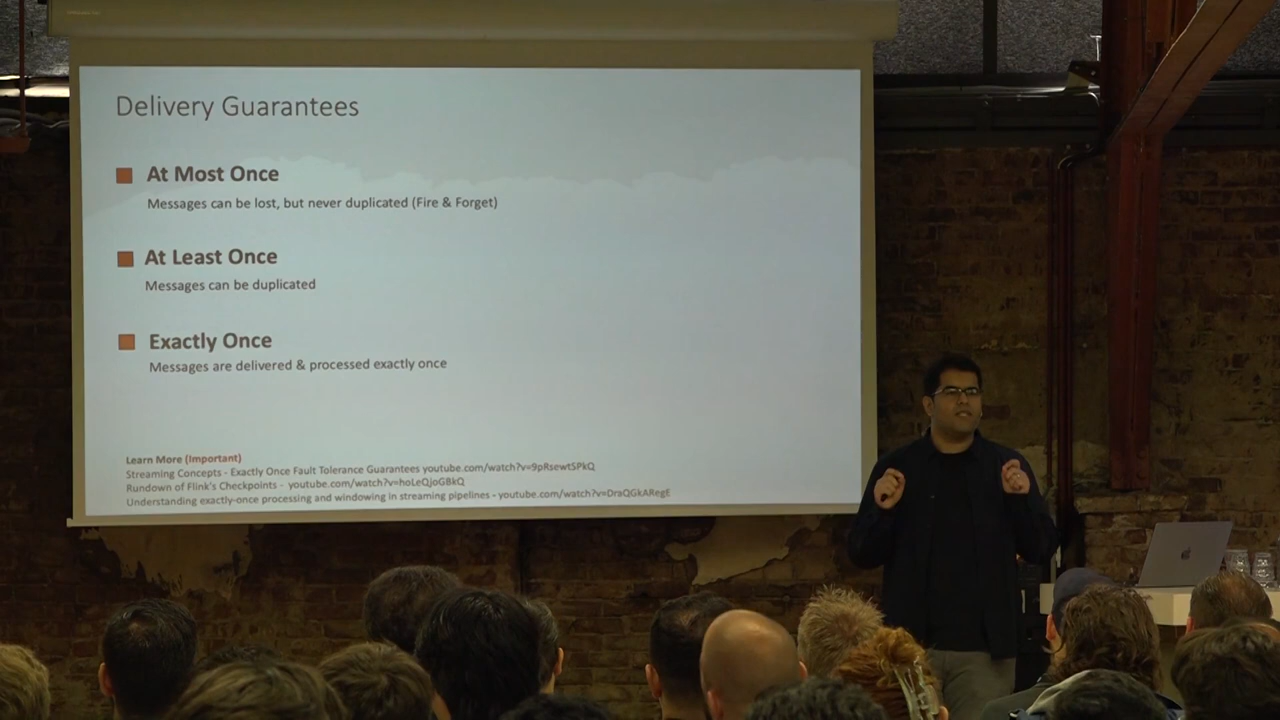 Delivery Guarantees
At Most Once
Messages can be lost, but never duplicated (Fire & Forget)
At Least Once
Messages can be duplicated
Exactly Once
Messages are delivered & processed exactly once
Learn More (Important)
Streaming Concepts - Exactly Once Fault Tolerance Guarantees youtube.com/watch?v=9pRsewtSPkQ
Rundown of Flink's Checkpoints - youtube.com/watch?v=hoLeQjoGBkQ
Understanding exactly-once processing and windowing in streaming pipelines - youtube.com/watch?v=DraQGkARegE